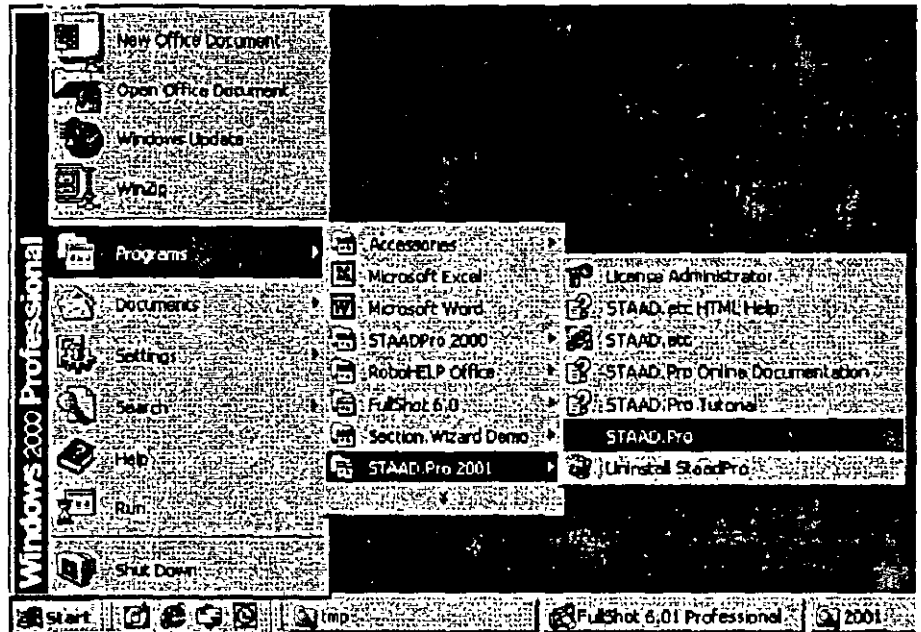 New Office Document
Open Office Document
Windows Update
WinZip
Windows 2000 Professional
Programs
Documents
Settings
Search
Help
Run
Shut Down
Accessories
Microsoft Excel
Microsoft Word
STAADPro 2000
RoboHELP Office
FullShot 6.0
Section Wizard Demo
STAAD.Pro 2001
License Administrator
STAAD.etc HTML Help
STAAD.etc
STAAD.Pro Online Documentation
STAAD.Pro Tutorial
STAAD.Pro
Uninstall StaadPro
Start
tmp
FullShot 6.01 Professional
2001